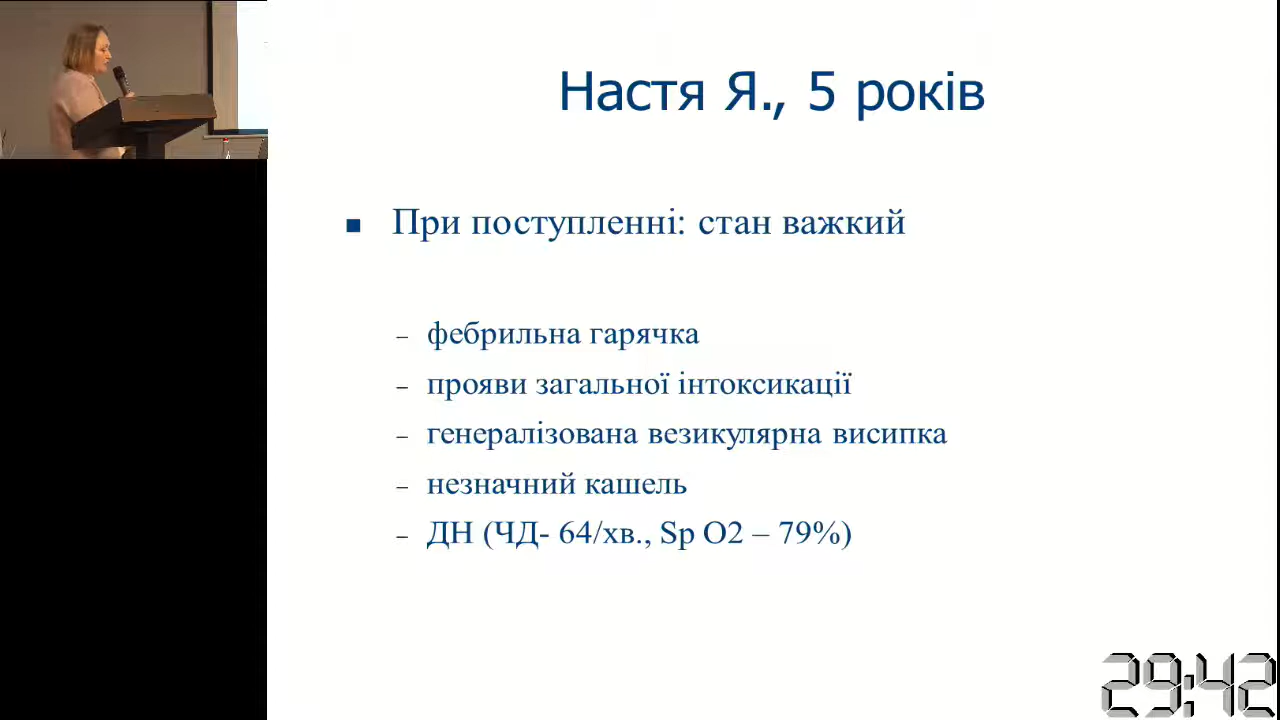 Настя Я., 5 років
▪ При поступленні: стан важкий
– фебрильна гарячка
– прояви загальної інтоксикації
– генералізована везикулярна висипка
– незначний кашель
– ДН (ЧД- 64/хв., Sp O2 – 79%)
29:42